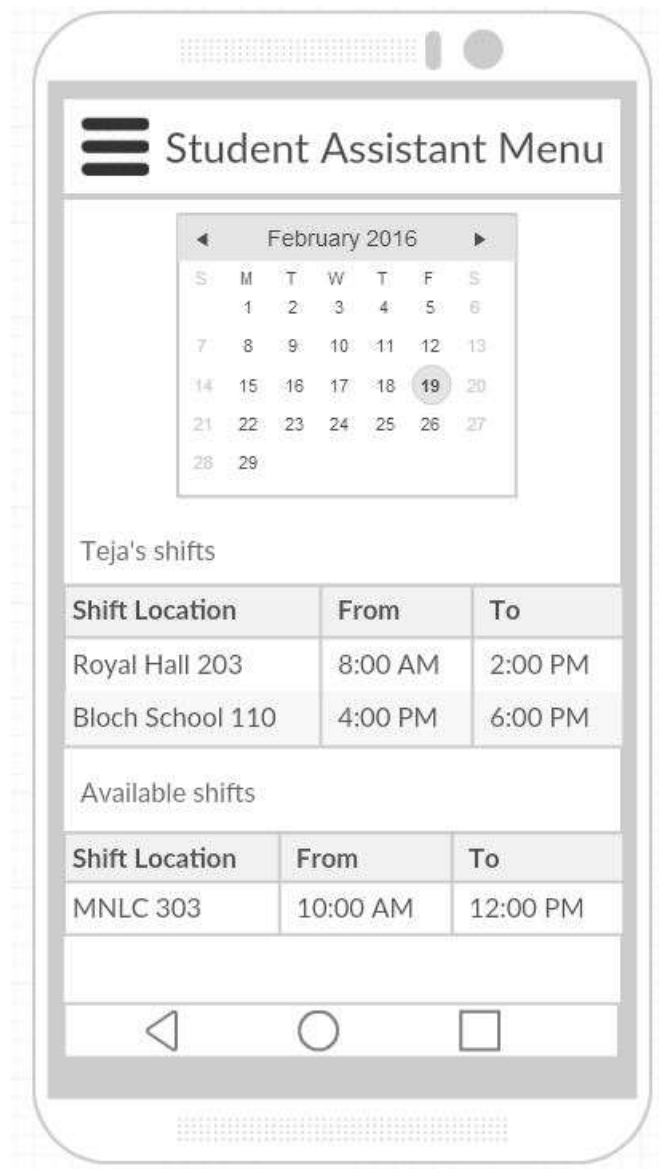 Student Assistant Menu
February 2016
S M T W T F S
1 2 3 4 5 6
7 8 9 10 11 12 13
14 15 16 17 18 19 20
21 22 23 24 25 26 27
28 29
Teja's shifts
Shift Location From To
Royal Hall 203 8:00 AM 2:00 PM
Bloch School 110 4:00 PM 6:00 PM
Available shifts
Shift Location From To
MNLC 303 10:00 AM 12:00 PM